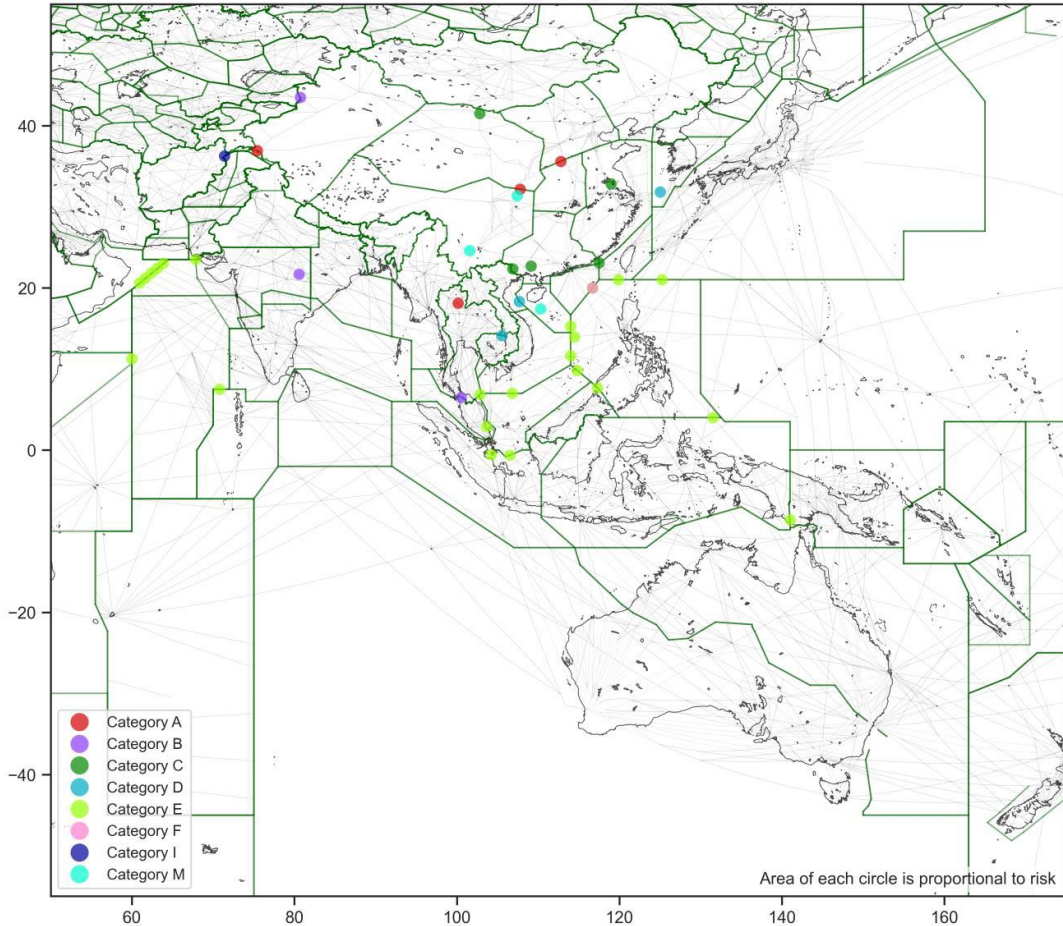 40
20
0
−20
−40
Category A
Category B
Category C
Category D
Category E
Category F
Category I
Category M
Area of each circle is proportional to risk
60 80 100 120 140 160